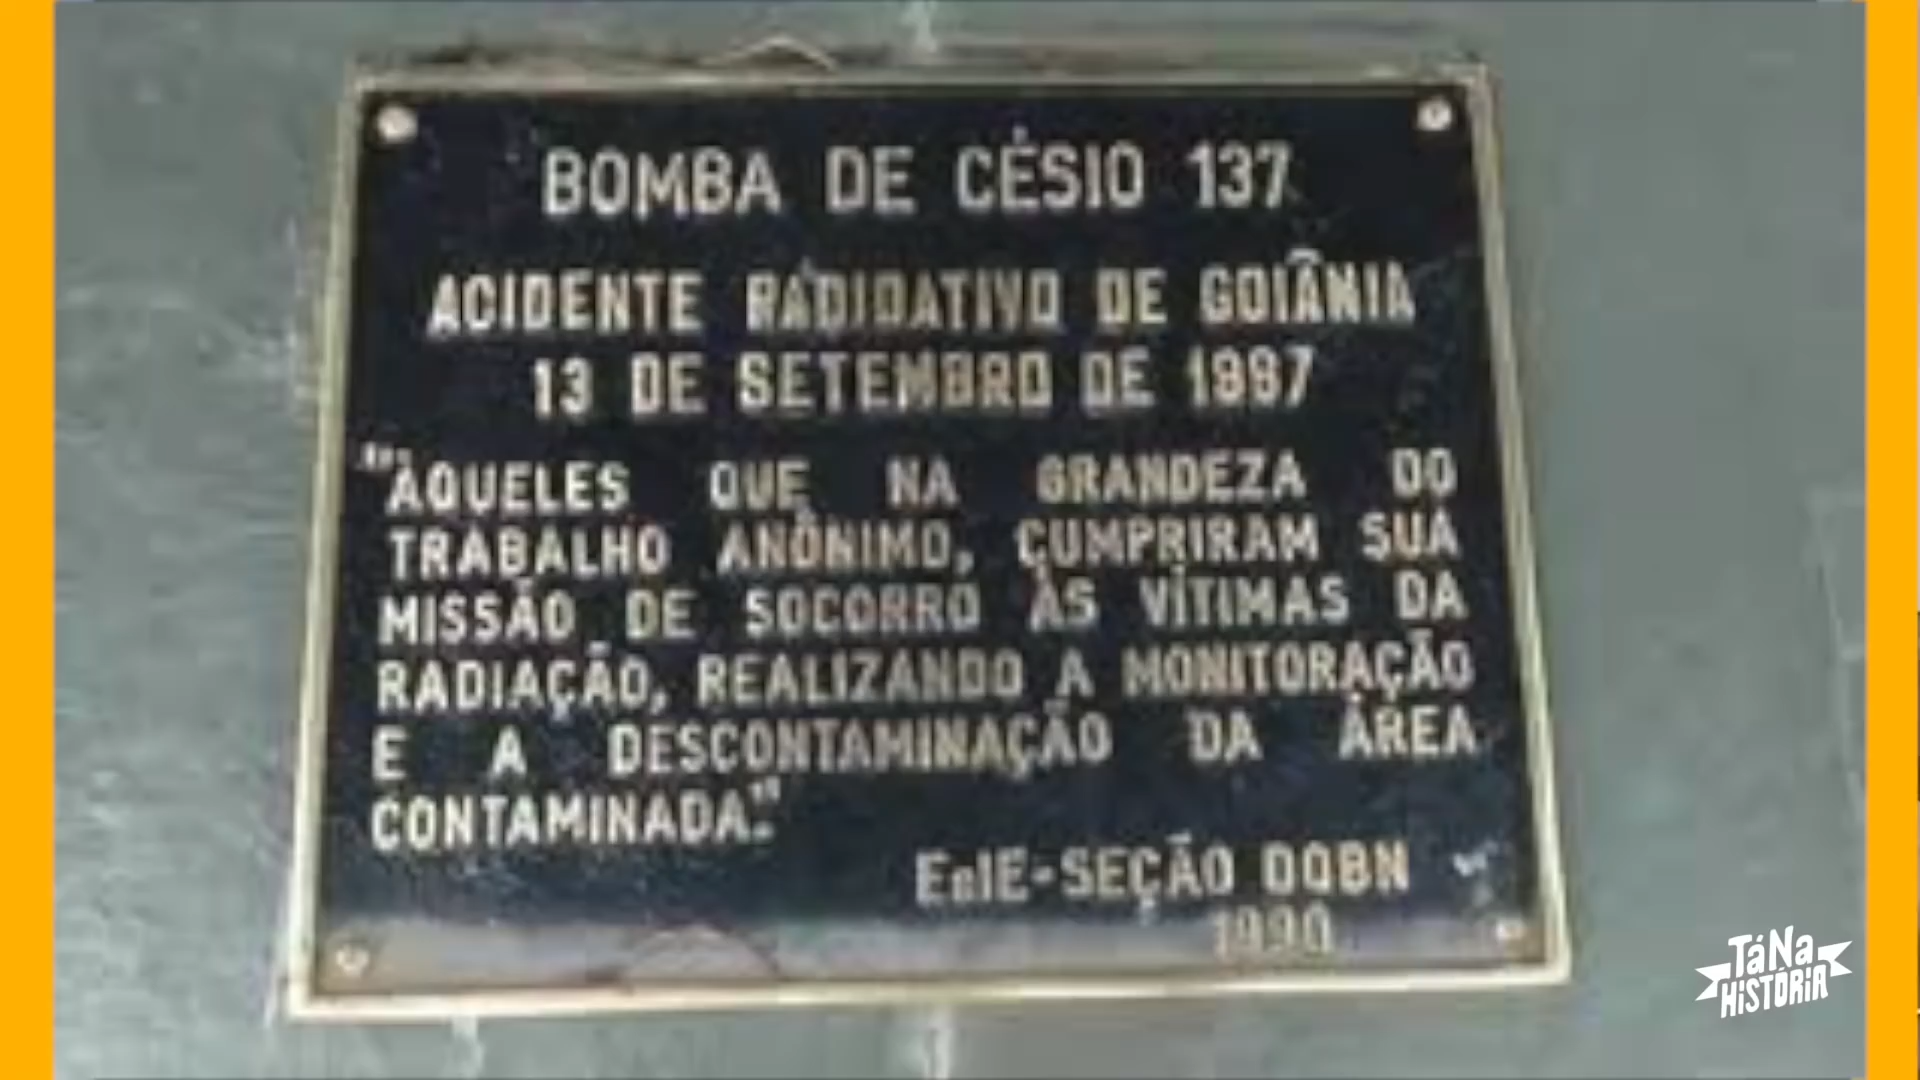 BOMBA DE CÉSIO 137
ACIDENTE RADIOATIVO DE GOIÂNIA
13 DE SETEMBRO DE 1987
"ÀQUELES QUE NA GRANDEZA DO
TRABALHO ANÔNIMO, CUMPRIRAM SUA
MISSÃO DE SOCORRO ÀS VÍTIMAS DA
RADIAÇÃO, REALIZANDO A MONITORAÇÃO
E A DESCONTAMINAÇÃO DA ÁREA
CONTAMINADA."
EsIE-SEÇÃO DQBN
1990
TáNa
HISTÓRIA